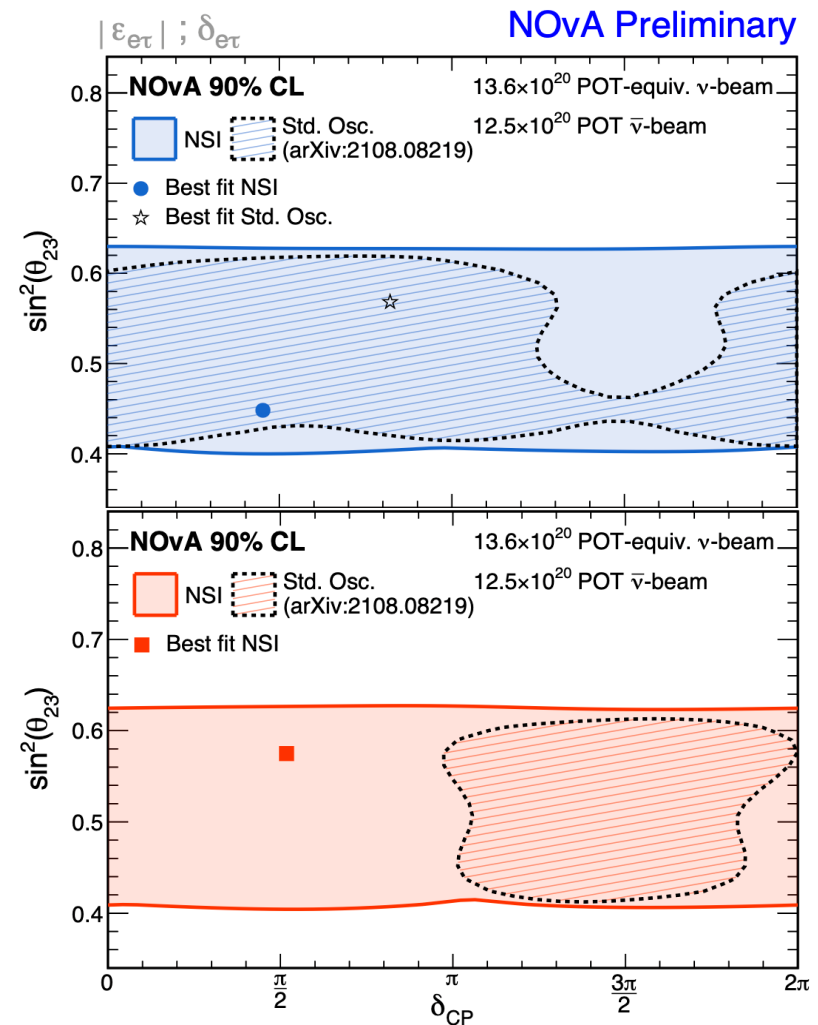 |εeτ| ; δeτ
NOvA Preliminary
NOvA 90% CL
13.6×10²⁰ POT-equiv. ν-beam
12.5×10²⁰ POT ν̅-beam
NSI
Std. Osc.
(arXiv:2108.08219)
Best fit NSI
Best fit Std. Osc.
0.8
0.7
0.6
0.5
0.4
sin²(θ₂₃)
NOvA 90% CL
13.6×10²⁰ POT-equiv. ν-beam
12.5×10²⁰ POT ν̅-beam
NSI
Std. Osc.
(arXiv:2108.08219)
Best fit NSI
0.8
0.7
0.6
0.5
0.4
sin²(θ₂₃)
0
π/2
π
3π/2
2π
δCP